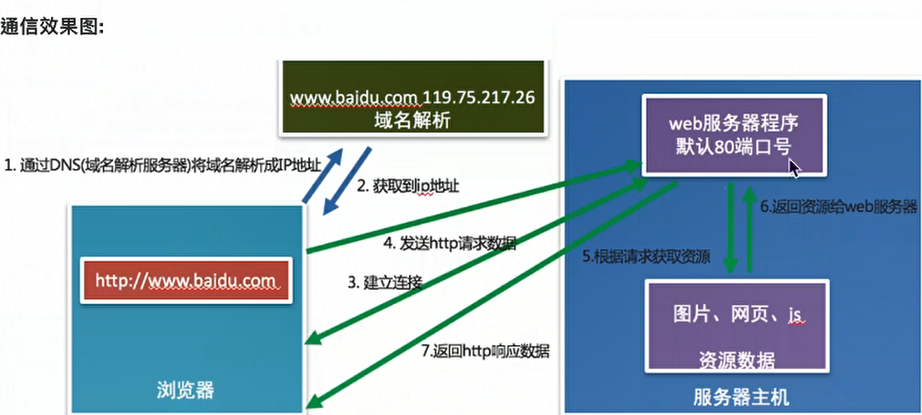 通信效果图:
www.baidu.com 119.75.217.26
域名解析
web服务器程序
默认80端口号
1. 通过DNS(域名解析服务器)将域名解析成IP地址
2. 获取到ip地址
6.返回资源给web服务器
4. 发送http请求数据
5.根据请求获取资源
http://www.baidu.com
3. 建立连接
图片、网页、js
7.返回http响应数据
资源数据
浏览器
服务器主机